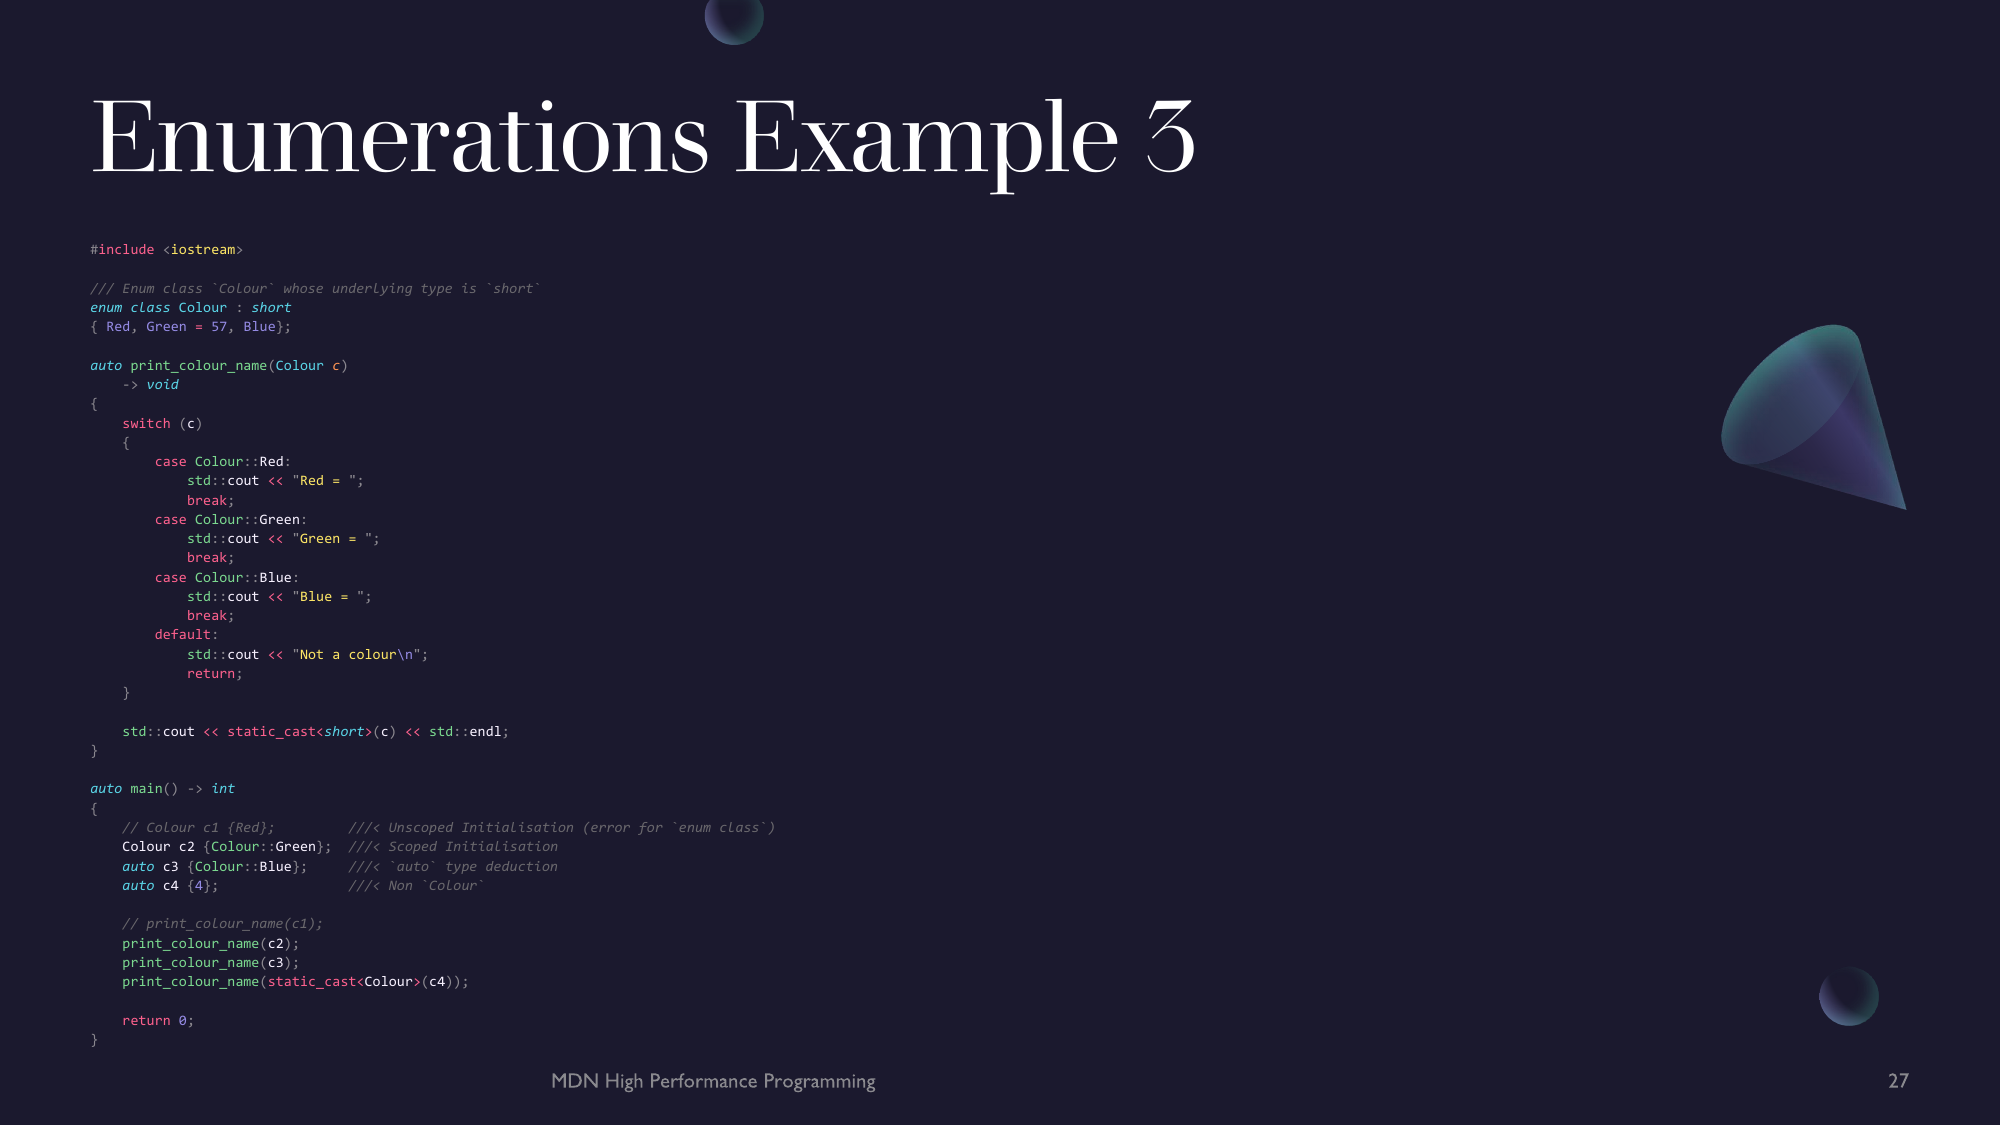 Enumerations Example 3
#include <iostream>
/// Enum class `Colour` whose underlying type is `short`
enum class Colour : short
{ Red, Green = 57, Blue};
auto print_colour_name(Colour c)
    -> void
{
    switch (c)
    {
        case Colour::Red:
            std::cout << "Red = ";
            break;
        case Colour::Green:
            std::cout << "Green = ";
            break;
        case Colour::Blue:
            std::cout << "Blue = ";
            break;
        default:
            std::cout << "Not a colour\n";
            return;
    }
    std::cout << static_cast<short>(c) << std::endl;
}
auto main() -> int
{
    // Colour c1 {Red};         ///< Unscoped Initialisation (error for `enum class`)
    Colour c2 {Colour::Green};  ///< Scoped Initialisation
    auto c3 {Colour::Blue};     ///< `auto` type deduction
    auto c4 {4};                ///< Non `Colour`
    // print_colour_name(c1);
    print_colour_name(c2);
    print_colour_name(c3);
    print_colour_name(static_cast<Colour>(c4));
    return 0;
}
MDN High Performance Programming
27